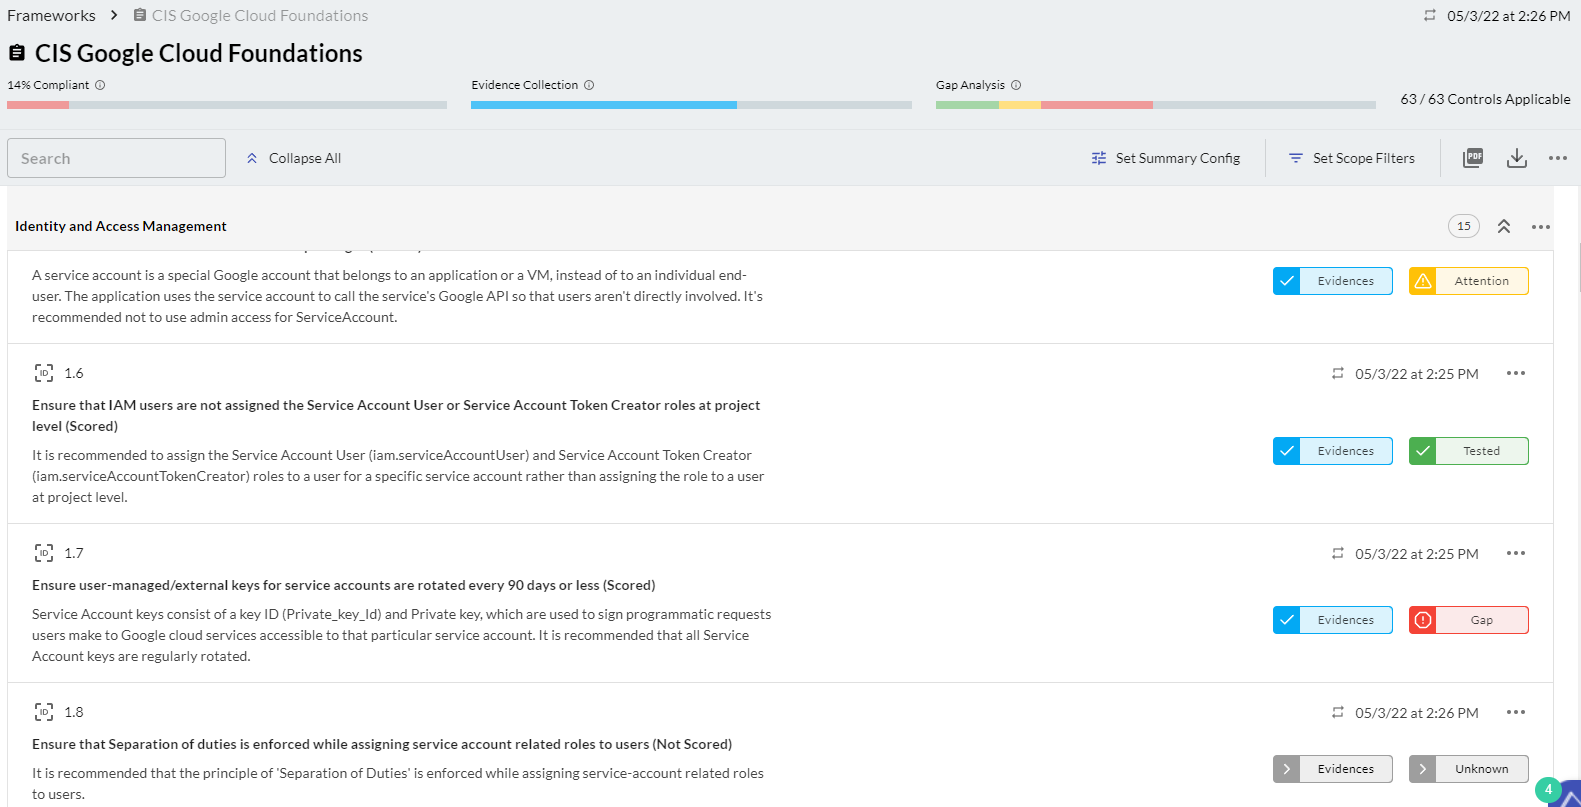 Frameworks > CIS Google Cloud Foundations
05/3/22 at 2:26 PM
CIS Google Cloud Foundations
14% Compliant
Evidence Collection
Gap Analysis
63 / 63 Controls Applicable
Search
Collapse All
Set Summary Config
Set Scope Filters
PDF
Identity and Access Management
15
A service account is a special Google account that belongs to an application or a VM, instead of to an individual end-
user. The application uses the service account to call the service's Google API so that users aren't directly involved. It's
recommended not to use admin access for ServiceAccount.
Evidences
Attention
ID 1.6
05/3/22 at 2:25 PM
Ensure that IAM users are not assigned the Service Account User or Service Account Token Creator roles at project
level (Scored)
It is recommended to assign the Service Account User (iam.serviceAccountUser) and Service Account Token Creator
(iam.serviceAccountTokenCreator) roles to a user for a specific service account rather than assigning the role to a user
at project level.
Evidences
Tested
ID 1.7
05/3/22 at 2:25 PM
Ensure user-managed/external keys for service accounts are rotated every 90 days or less (Scored)
Service Account keys consist of a key ID (Private_key_Id) and Private key, which are used to sign programmatic requests
users make to Google cloud services accessible to that particular service account. It is recommended that all Service
Account keys are regularly rotated.
Evidences
Gap
ID 1.8
05/3/22 at 2:26 PM
Ensure that Separation of duties is enforced while assigning service account related roles to users (Not Scored)
It is recommended that the principle of 'Separation of Duties' is enforced while assigning service-account related roles
to users.
Evidences
Unknown
4